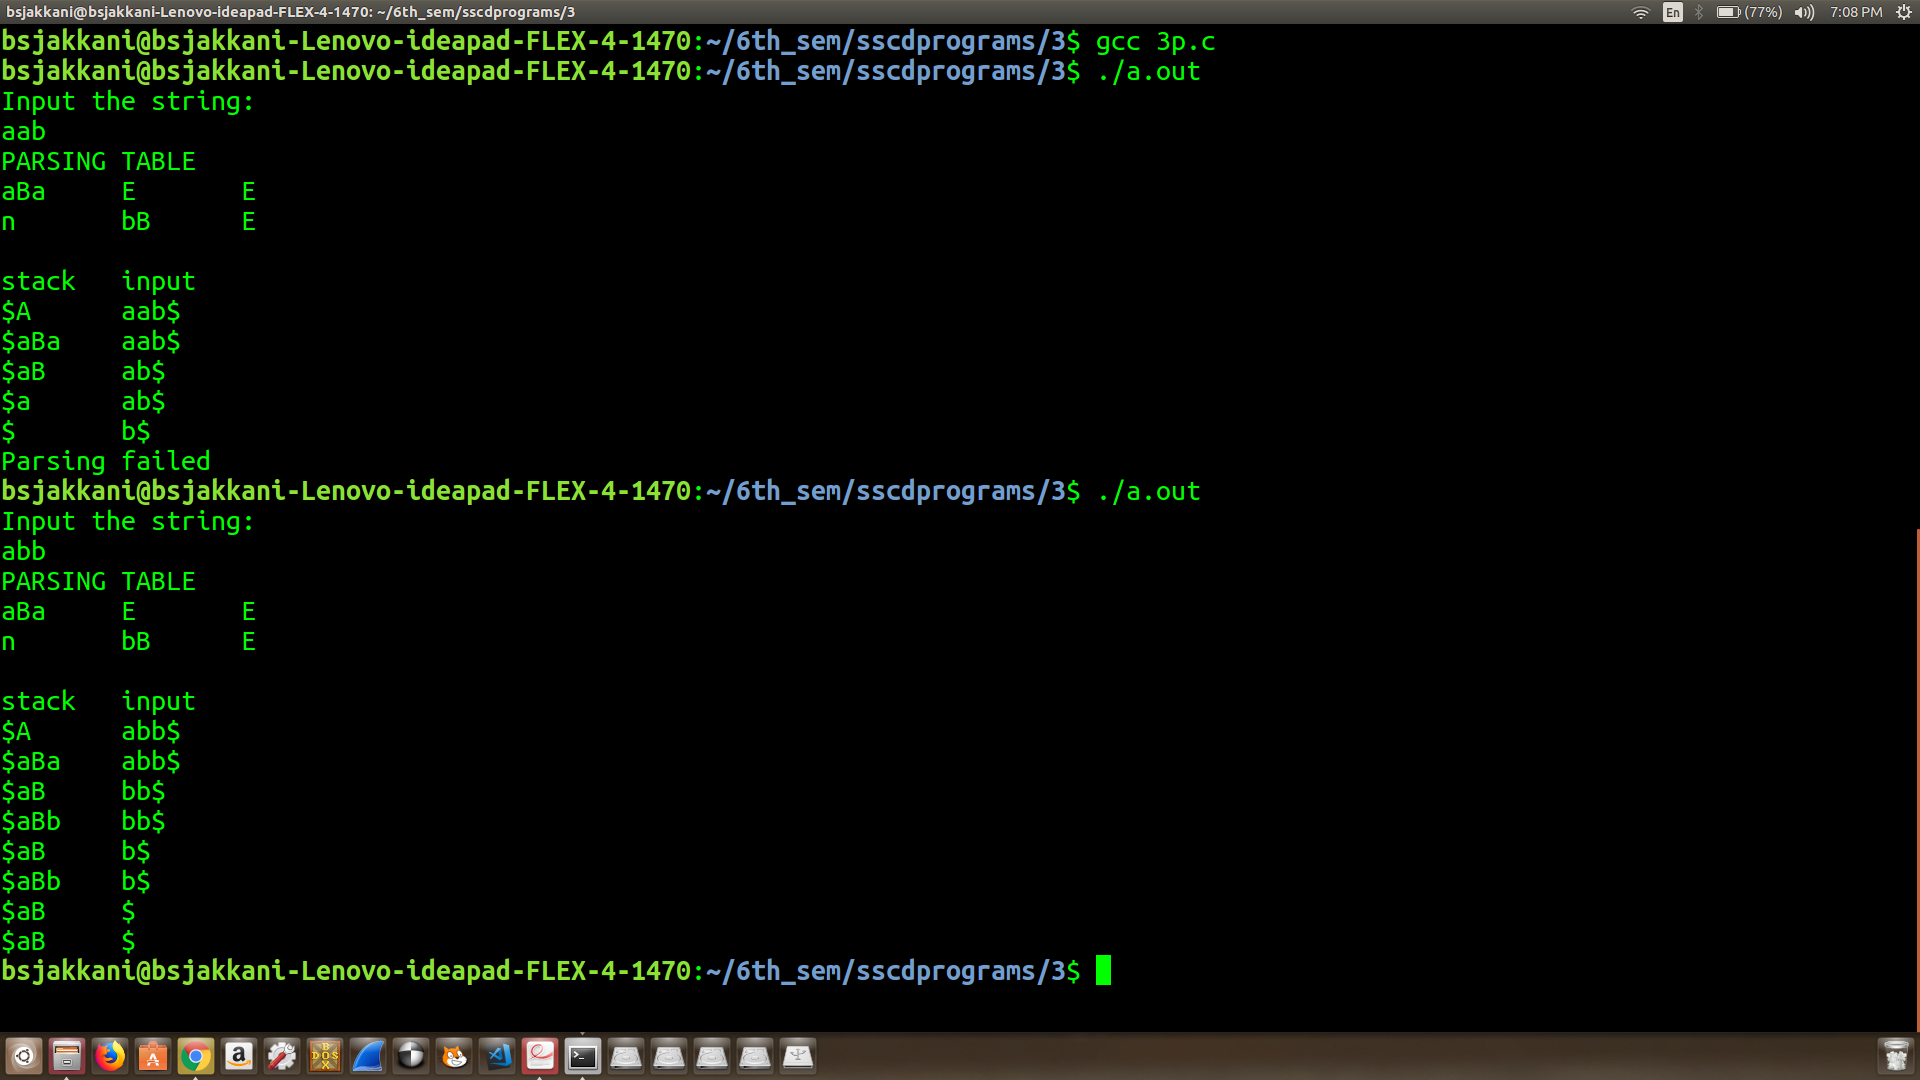 bsjakkani@bsjakkani-Lenovo-ideapad-FLEX-4-1470: ~/6th_sem/sscdprograms/3 En (77%) 7:08 PM
bsjakkani@bsjakkani-Lenovo-ideapad-FLEX-4-1470:~/6th_sem/sscdprograms/3$ gcc 3p.c
bsjakkani@bsjakkani-Lenovo-ideapad-FLEX-4-1470:~/6th_sem/sscdprograms/3$ ./a.out
Input the string:
aab
PARSING TABLE
aBa E E
n bB E
stack input
$A aab$
$aBa aab$
$aB ab$
$a ab$
$ b$
Parsing failed
bsjakkani@bsjakkani-Lenovo-ideapad-FLEX-4-1470:~/6th_sem/sscdprograms/3$ ./a.out
Input the string:
abb
PARSING TABLE
aBa E E
n bB E
stack input
$A abb$
$aBa abb$
$aB bb$
$aBb bb$
$aB b$
$aBb b$
$aB $
$aB $
bsjakkani@bsjakkani-Lenovo-ideapad-FLEX-4-1470:~/6th_sem/sscdprograms/3$